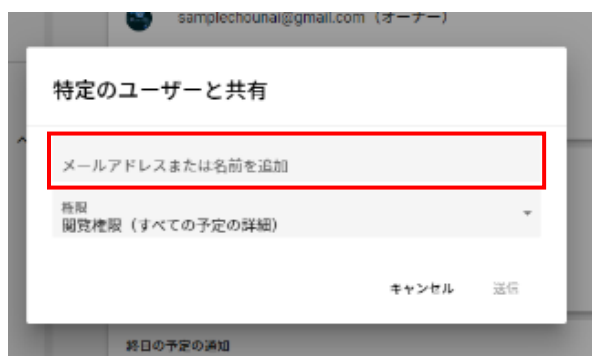 samplechounai@gmail.com（オーナー）
特定のユーザーと共有
メールアドレスまたは名前を追加
権限
閲覧権限（すべての予定の詳細）
キャンセル
送信
終日の予定の通知